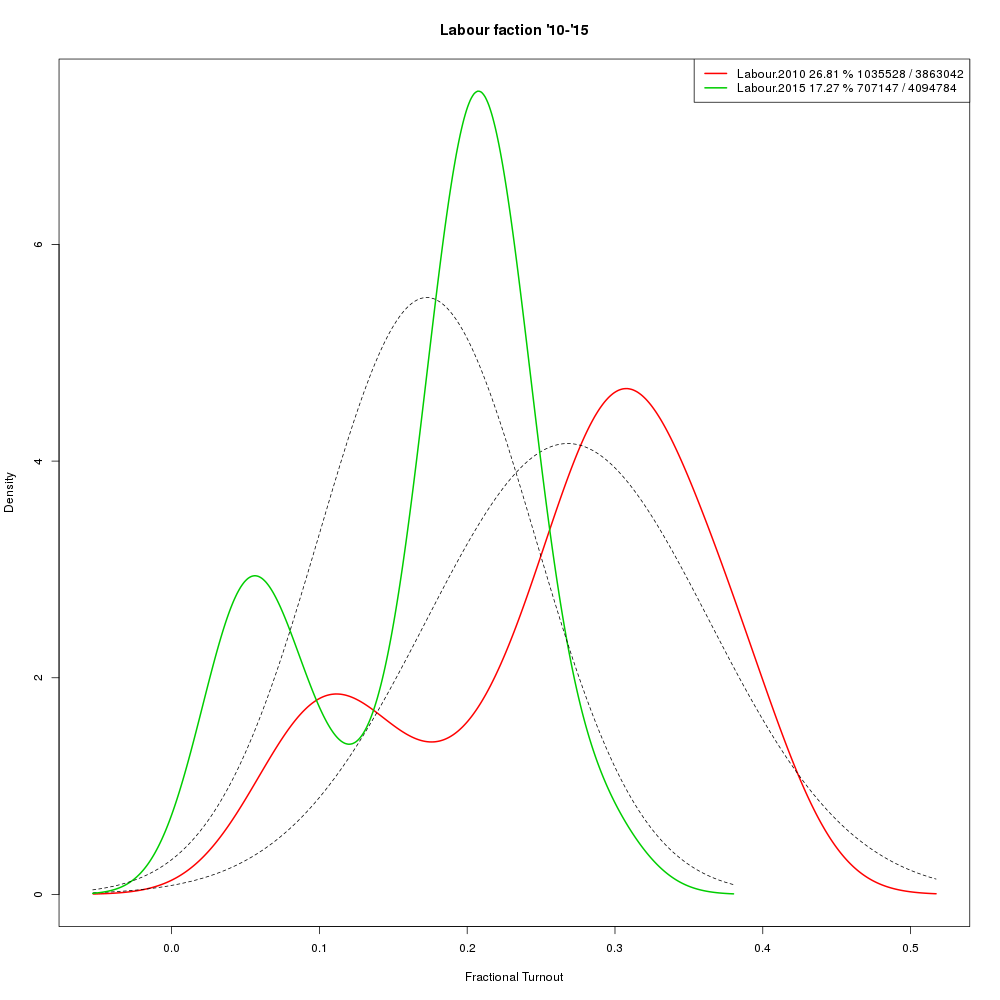 Labour faction '10-'15
Labour.2010 26.81 % 1035528 / 3863042
Labour.2015 17.27 % 707147 / 4094784
6
4
2
0
Density
0.0 0.1 0.2 0.3 0.4 0.5
Fractional Turnout